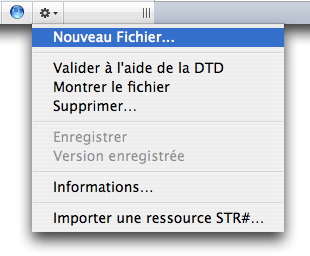 Nouveau Fichier...
Valider à l'aide de la DTD
Montrer le fichier
Supprimer...
Enregistrer
Version enregistrée
Informations...
Importer une ressource STR#...